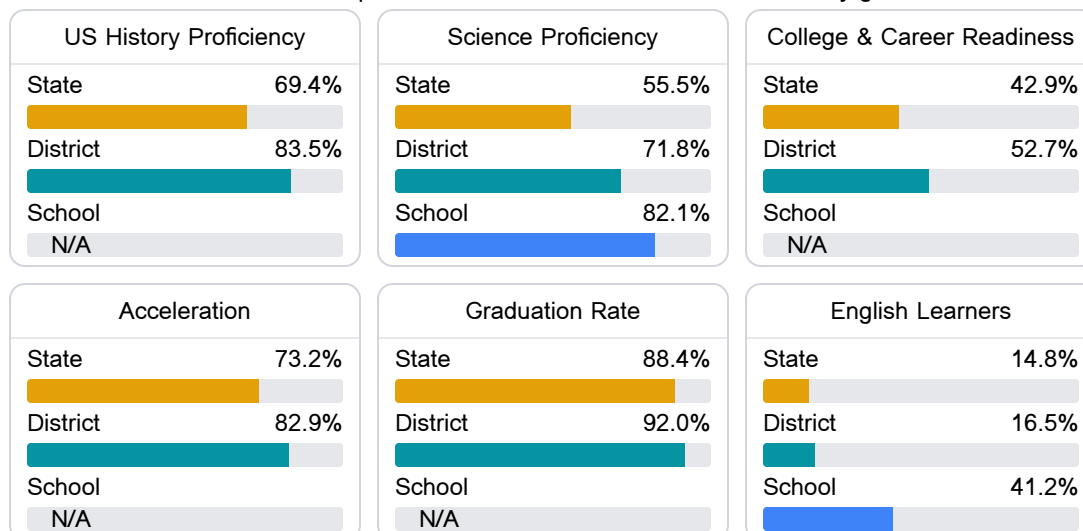 US History Proficiency
State 69.4%
District 83.5%
School
N/A
Science Proficiency
State 55.5%
District 71.8%
School 82.1%
College & Career Readiness
State 42.9%
District 52.7%
School
N/A
Acceleration
State 73.2%
District 82.9%
School
N/A
Graduation Rate
State 88.4%
District 92.0%
School
N/A
English Learners
State 14.8%
District 16.5%
School 41.2%